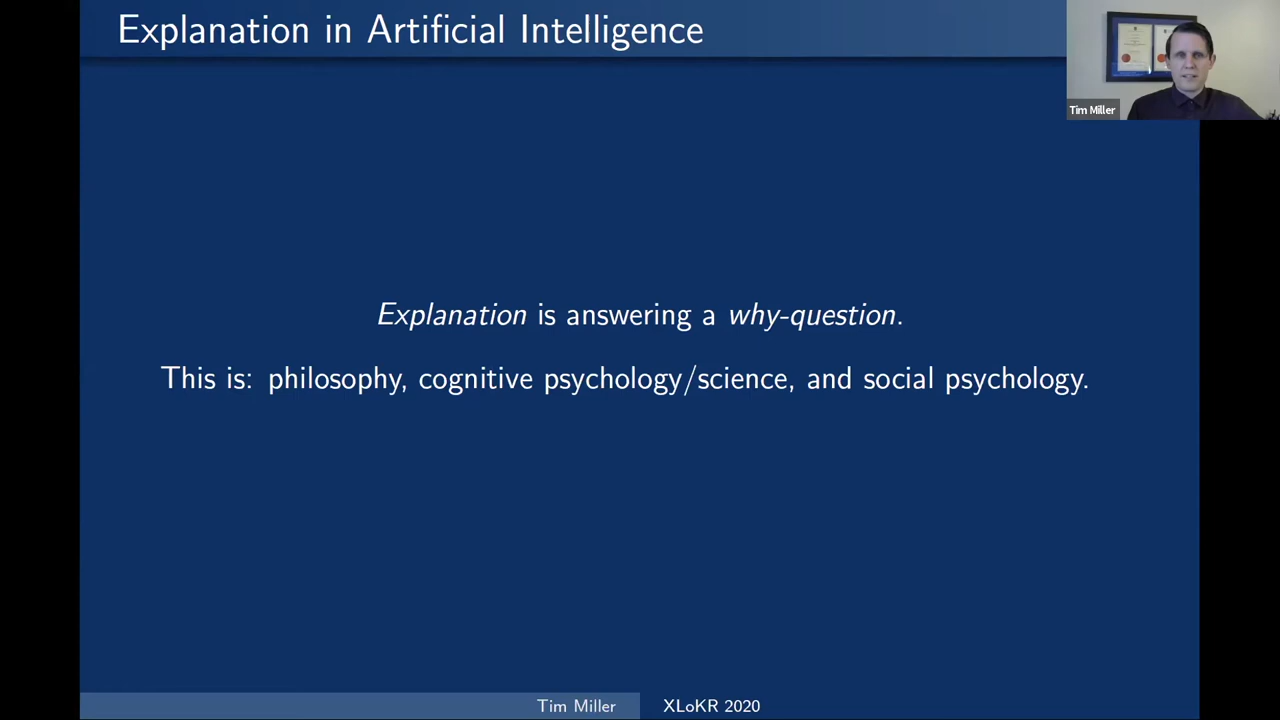 Explanation in Artificial Intelligence
Tim Miller
Explanation is answering a why-question.
This is: philosophy, cognitive psychology/science, and social psychology.
Tim Miller
XLoKR 2020